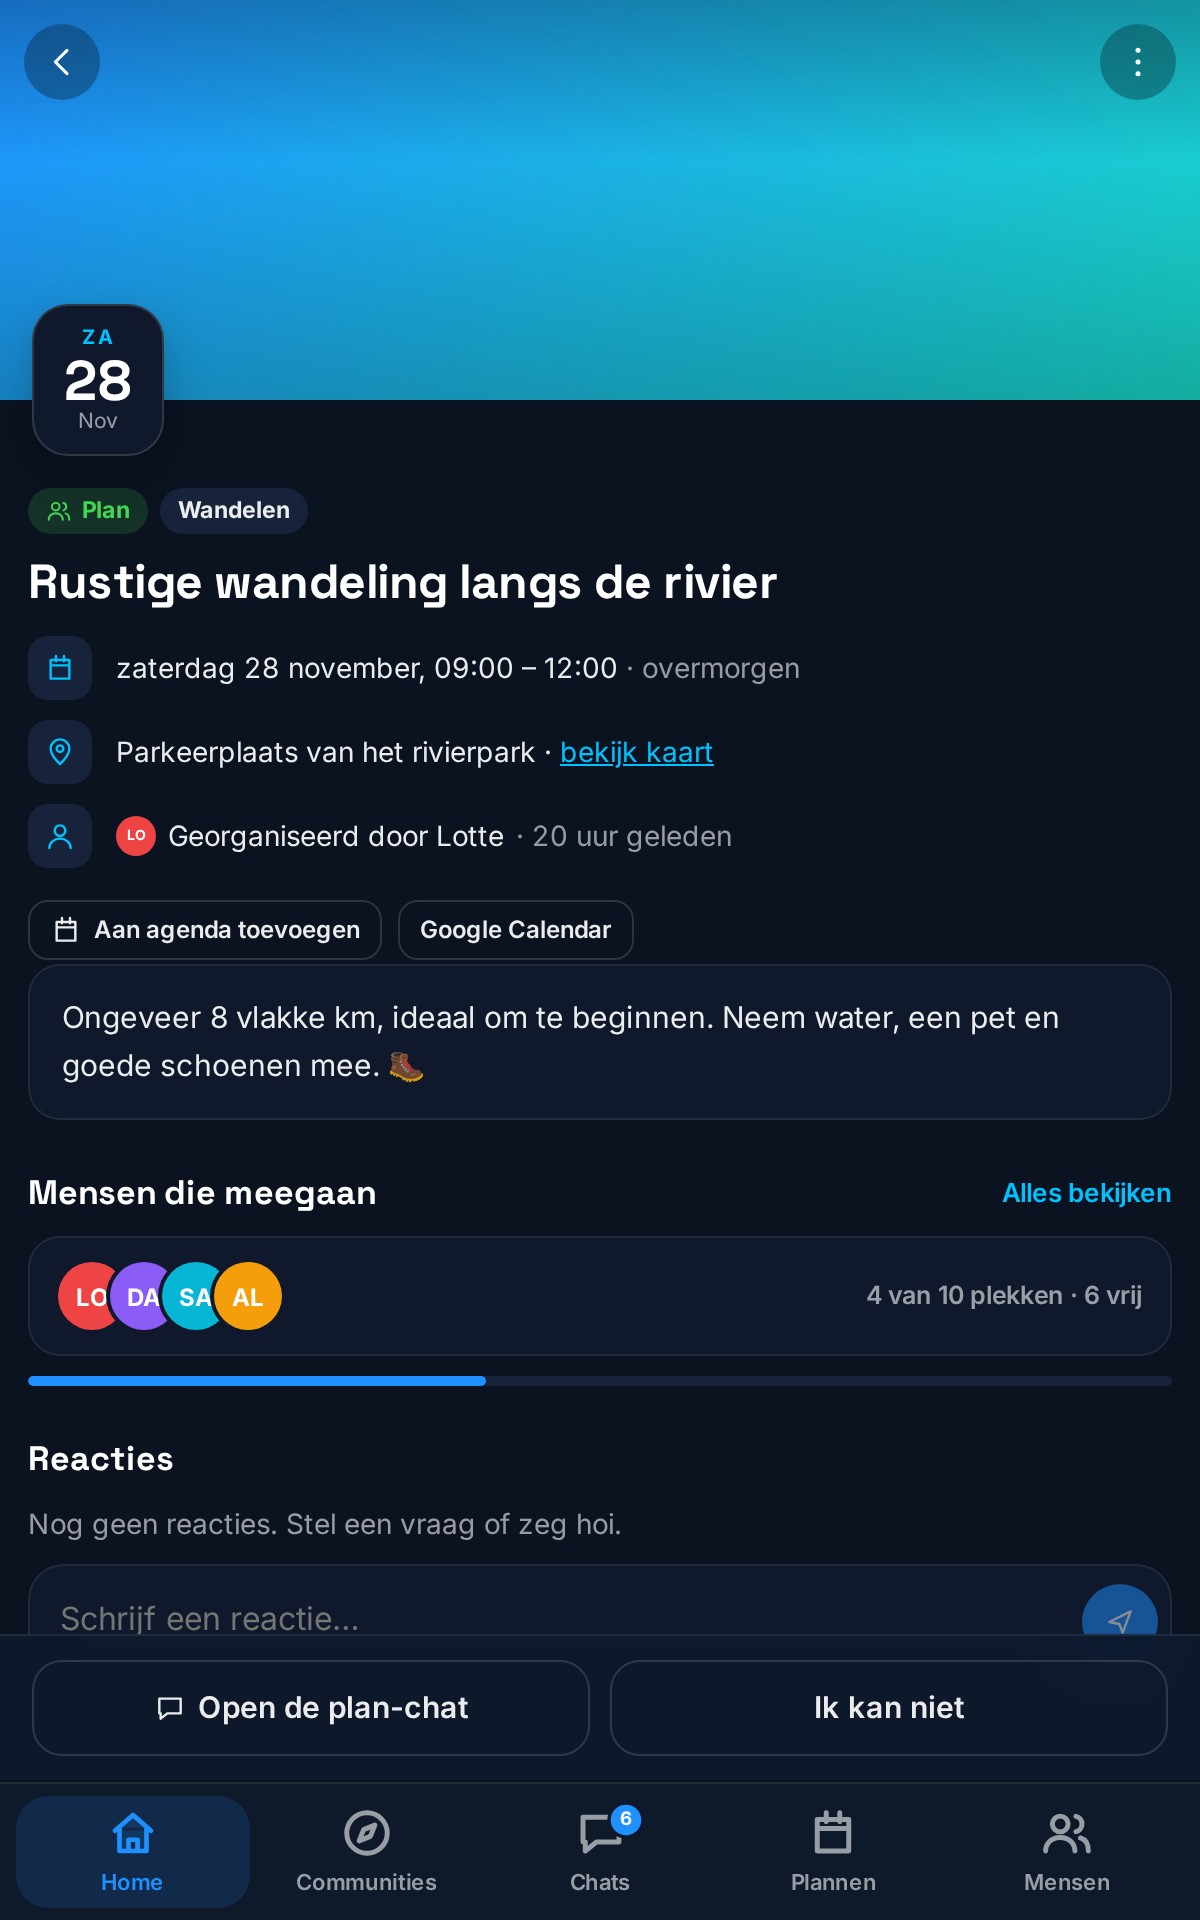 ZA
28
Nov
Plan
Wandelen
Rustige wandeling langs de rivier
zaterdag 28 november, 09:00 – 12:00 · overmorgen
Parkeerplaats van het rivierpark · bekijk kaart
LO Georganiseerd door Lotte · 20 uur geleden
Aan agenda toevoegen
Google Calendar
Ongeveer 8 vlakke km, ideaal om te beginnen. Neem water, een pet en
goede schoenen mee. 🥾
Mensen die meegaan
Alles bekijken
LO DA SA AL
4 van 10 plekken · 6 vrij
Reacties
Nog geen reacties. Stel een vraag of zeg hoi.
Schrijf een reactie...
Open de plan-chat
Ik kan niet
6
Home
Communities
Chats
Plannen
Mensen